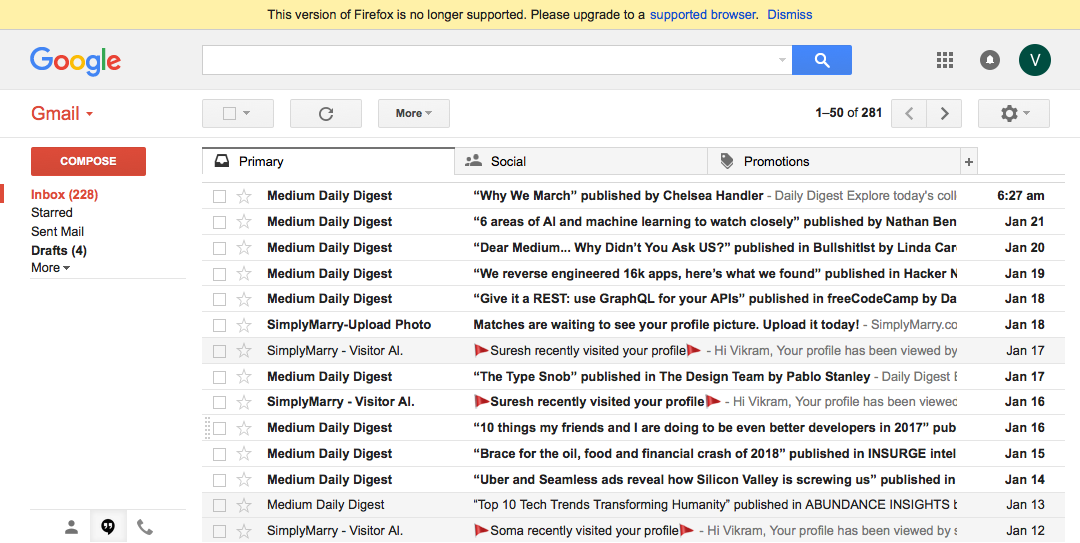 This version of Firefox is no longer supported. Please upgrade to a supported browser. Dismiss
Google
V
Gmail
More
1–50 of 281
COMPOSE
Primary
Social
Promotions
+
Inbox (228)
Starred
Sent Mail
Drafts (4)
More
Medium Daily Digest “Why We March” published by Chelsea Handler - Daily Digest Explore today's coll 6:27 am
Medium Daily Digest “6 areas of AI and machine learning to watch closely” published by Nathan Ben Jan 21
Medium Daily Digest “Dear Medium... Why Didn’t You Ask US?” published in Bullshitlst by Linda Car Jan 20
Medium Daily Digest “We reverse engineered 16k apps, here’s what we found” published in Hacker N Jan 19
Medium Daily Digest “Give it a REST: use GraphQL for your APIs” published in freeCodeCamp by Da Jan 18
SimplyMarry-Upload Photo Matches are waiting to see your profile picture. Upload it today! - SimplyMarry.co Jan 18
SimplyMarry - Visitor Al. Suresh recently visited your profile - Hi Vikram, Your profile has been viewed by Jan 17
Medium Daily Digest “The Type Snob” published in The Design Team by Pablo Stanley - Daily Digest E Jan 17
SimplyMarry - Visitor Al. Suresh recently visited your profile - Hi Vikram, Your profile has been viewed Jan 16
Medium Daily Digest “10 things my friends and I are doing to be even better developers in 2017” pub Jan 16
Medium Daily Digest “Brace for the oil, food and financial crash of 2018” published in INSURGE intel Jan 15
Medium Daily Digest “Uber and Seamless ads reveal how Silicon Valley is screwing us” published in Jan 14
Medium Daily Digest “Top 10 Tech Trends Transforming Humanity” published in ABUNDANCE INSIGHTS b Jan 13
SimplyMarry - Visitor Al. Soma recently visited your profile - Hi Vikram, Your profile has been viewed by s Jan 12